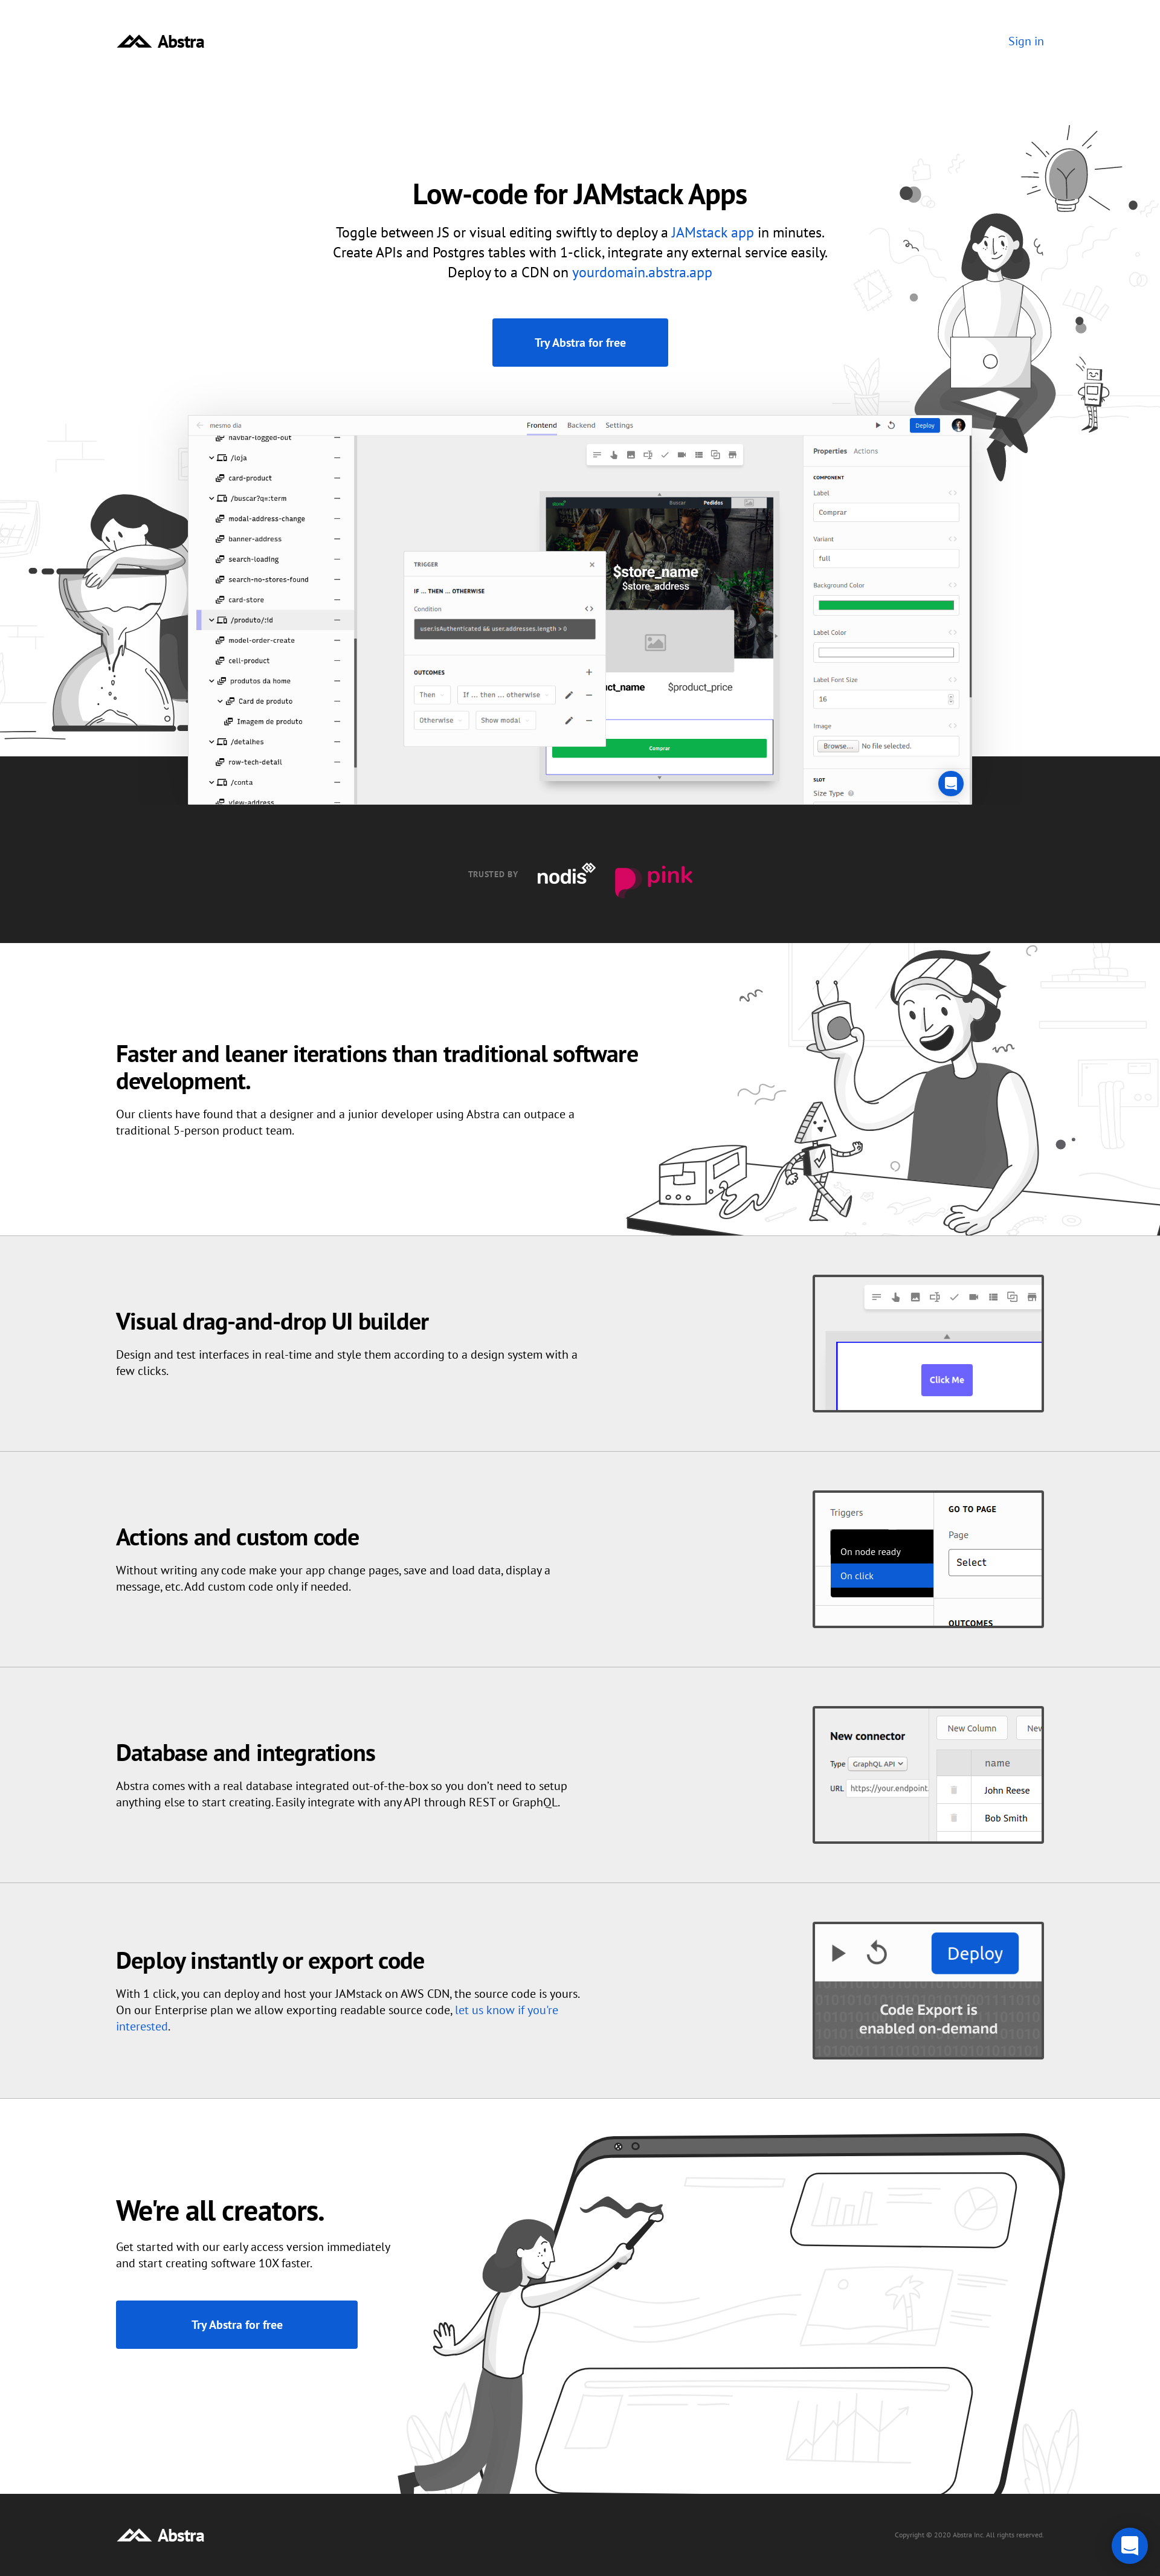 Abstra
Sign in
Low-code for JAMstack Apps
Toggle between JS or visual editing swiftly to deploy a JAMstack app in minutes.
Create APIs and Postgres tables with 1-click, integrate any external service easily.
Deploy to a CDN on yourdomain.abstra.app
Try Abstra for free
mesmo dia
Frontend Backend Settings
Deploy
navbar-logged-out
/loja
card-product
/buscar?q=:term
modal-address-change
banner-address
search-loading
search-no-stores-found
card-store
/produto/:id
model-order-create
cell-product
produtos da home
Card de produto
Imagem de produto
/detalhes
row-tech-detail
/conta
view-address
TRIGGER
IF ... THEN ... OTHERWISE
Condition
user.isAuthenticated && user.addresses.length > 0
OUTCOMES
Then If ... then ... otherwise
Otherwise Show modal
Buscar Pedidos
$store_name
$store_address
ct_name $product_price
Comprar
Properties Actions
COMPONENT
Label
Comprar
Variant
full
Background Color
Label Color
Label Font Size
16
Image
Browse... No file selected.
SLOT
Size Type
TRUSTED BY nodis pink
Faster and leaner iterations than traditional software
development.
Our clients have found that a designer and a junior developer using Abstra can outpace a
traditional 5-person product team.
Visual drag-and-drop UI builder
Design and test interfaces in real-time and style them according to a design system with a
few clicks.
Click Me
Actions and custom code
Without writing any code make your app change pages, save and load data, display a
message, etc. Add custom code only if needed.
Triggers
On node ready
On click
GO TO PAGE
Page
Select
OUTCOMES
Database and integrations
Abstra comes with a real database integrated out-of-the-box so you don't need to setup
anything else to start creating. Easily integrate with any API through REST or GraphQL.
New connector
Type GraphQL API
URL https://your.endpoint.
New Column New
name
John Reese
Bob Smith
Deploy instantly or export code
With 1 click, you can deploy and host your JAMstack on AWS CDN, the source code is yours.
On our Enterprise plan we allow exporting readable source code, let us know if you're
interested.
Deploy
Code Export is
enabled on-demand
We're all creators.
Get started with our early access version immediately
and start creating software 10X faster.
Try Abstra for free
Abstra
Copyright © 2020 Abstra Inc. All rights reserved.